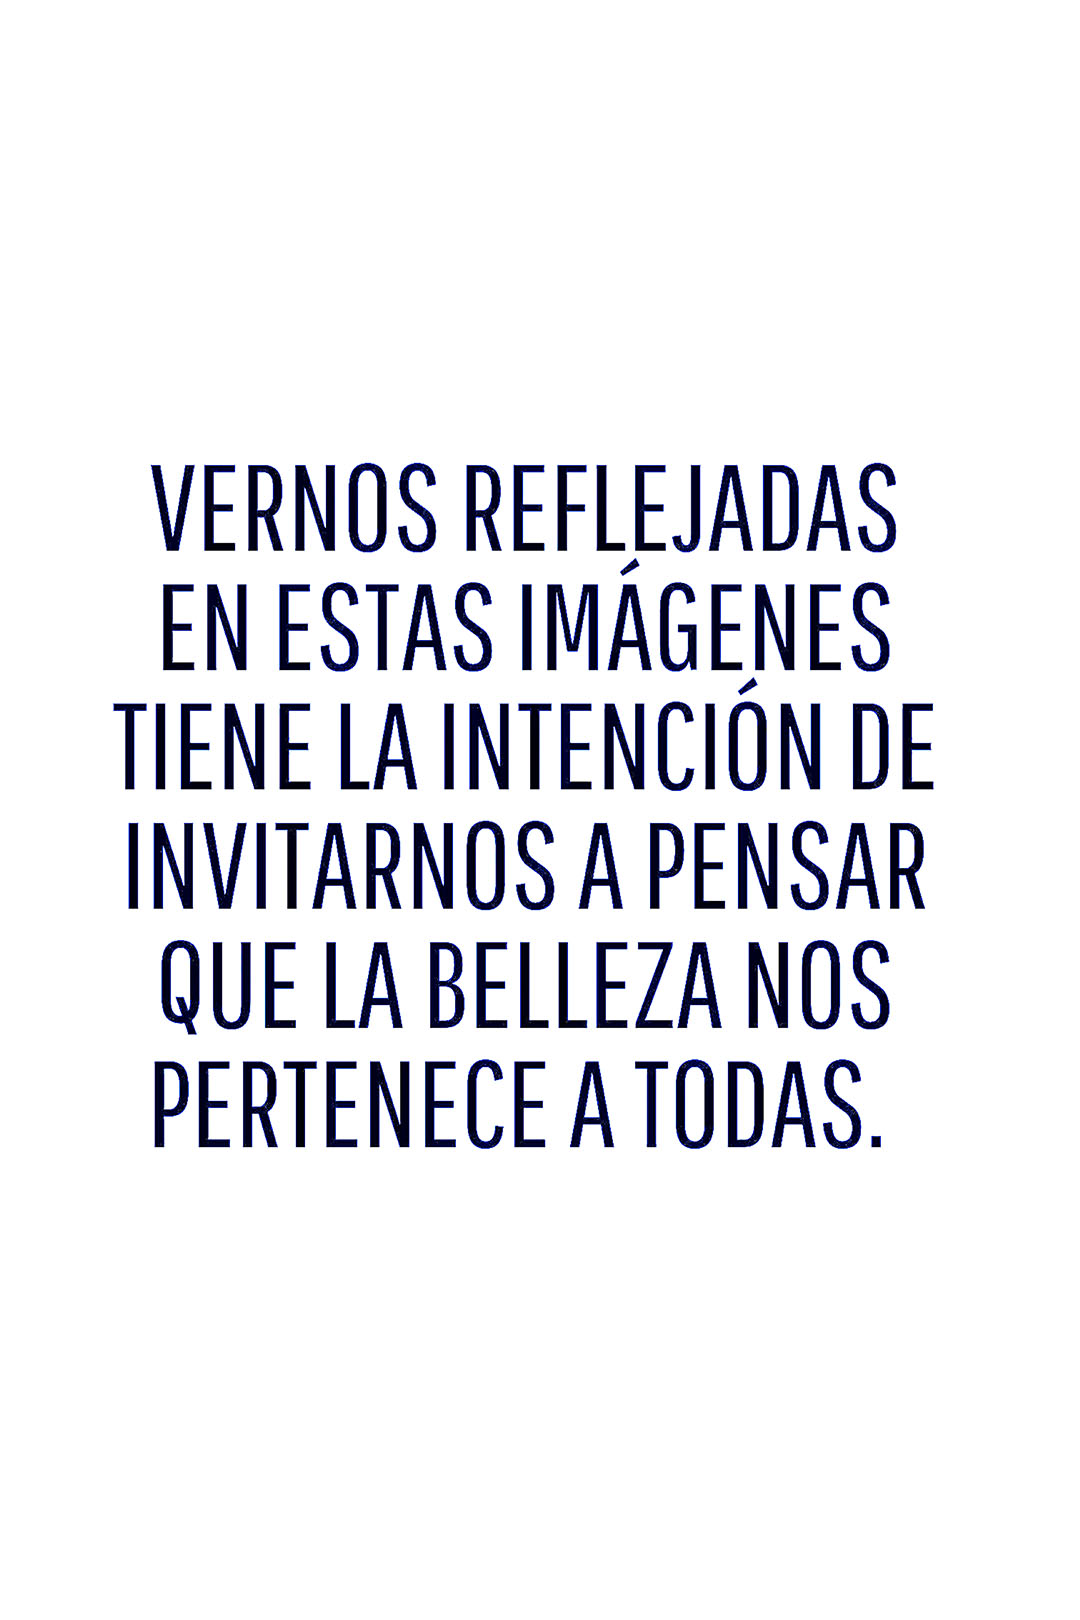 VERNOS REFLEJADAS
EN ESTAS IMÁGENES
TIENE LA INTENCIÓN DE
INVITARNOS A PENSAR
QUE LA BELLEZA NOS
PERTENECE A TODAS.